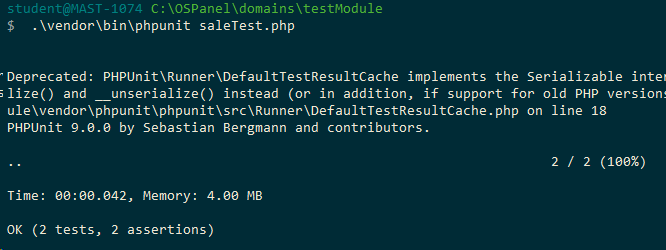 student@MAST-1074 C:\OSPanel\domains\testModule
$ .\vendor\bin\phpunit saleTest.php
Deprecated: PHPUnit\Runner\DefaultTestResultCache implements the Serializable inter
lize() and __unserialize() instead (or in addition, if support for old PHP versions
ule\vendor\phpunit\phpunit\src\Runner\DefaultTestResultCache.php on line 18
PHPUnit 9.0.0 by Sebastian Bergmann and contributors.
.. 2 / 2 (100%)
Time: 00:00.042, Memory: 4.00 MB
OK (2 tests, 2 assertions)